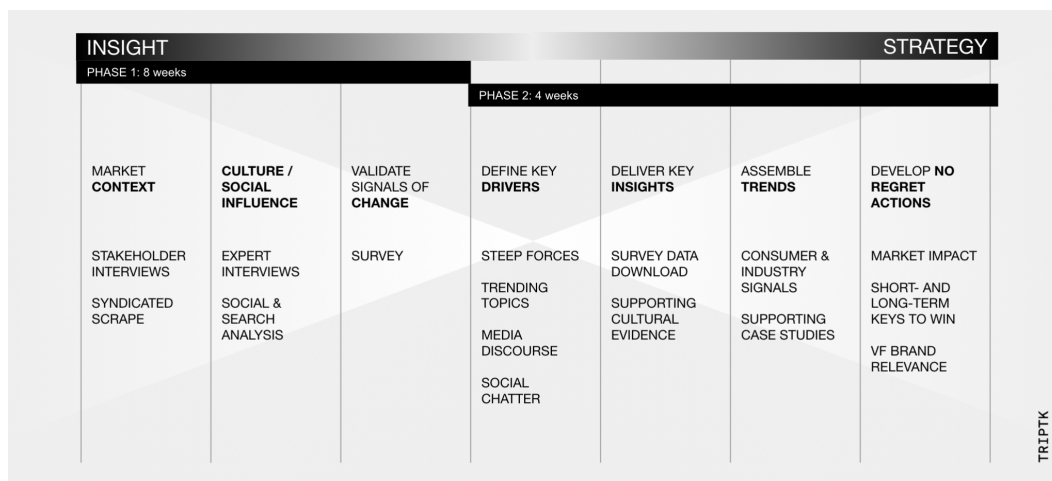 INSIGHT
STRATEGY
PHASE 1: 8 weeks
PHASE 2: 4 weeks
MARKET
CONTEXT
STAKEHOLDER
INTERVIEWS
SYNDICATED
SCRAPE
CULTURE /
SOCIAL
INFLUENCE
EXPERT
INTERVIEWS
SOCIAL &
SEARCH
ANALYSIS
VALIDATE
SIGNALS OF
CHANGE
SURVEY
DEFINE KEY
DRIVERS
STEEP FORCES
TRENDING
TOPICS
MEDIA
DISCOURSE
SOCIAL
CHATTER
DELIVER KEY
INSIGHTS
SURVEY DATA
DOWNLOAD
SUPPORTING
CULTURAL
EVIDENCE
ASSEMBLE
TRENDS
CONSUMER &
INDUSTRY
SIGNALS
SUPPORTING
CASE STUDIES
DEVELOP NO
REGRET
ACTIONS
MARKET IMPACT
SHORT- AND
LONG-TERM
KEYS TO WIN
VF BRAND
RELEVANCE
TRIPTK